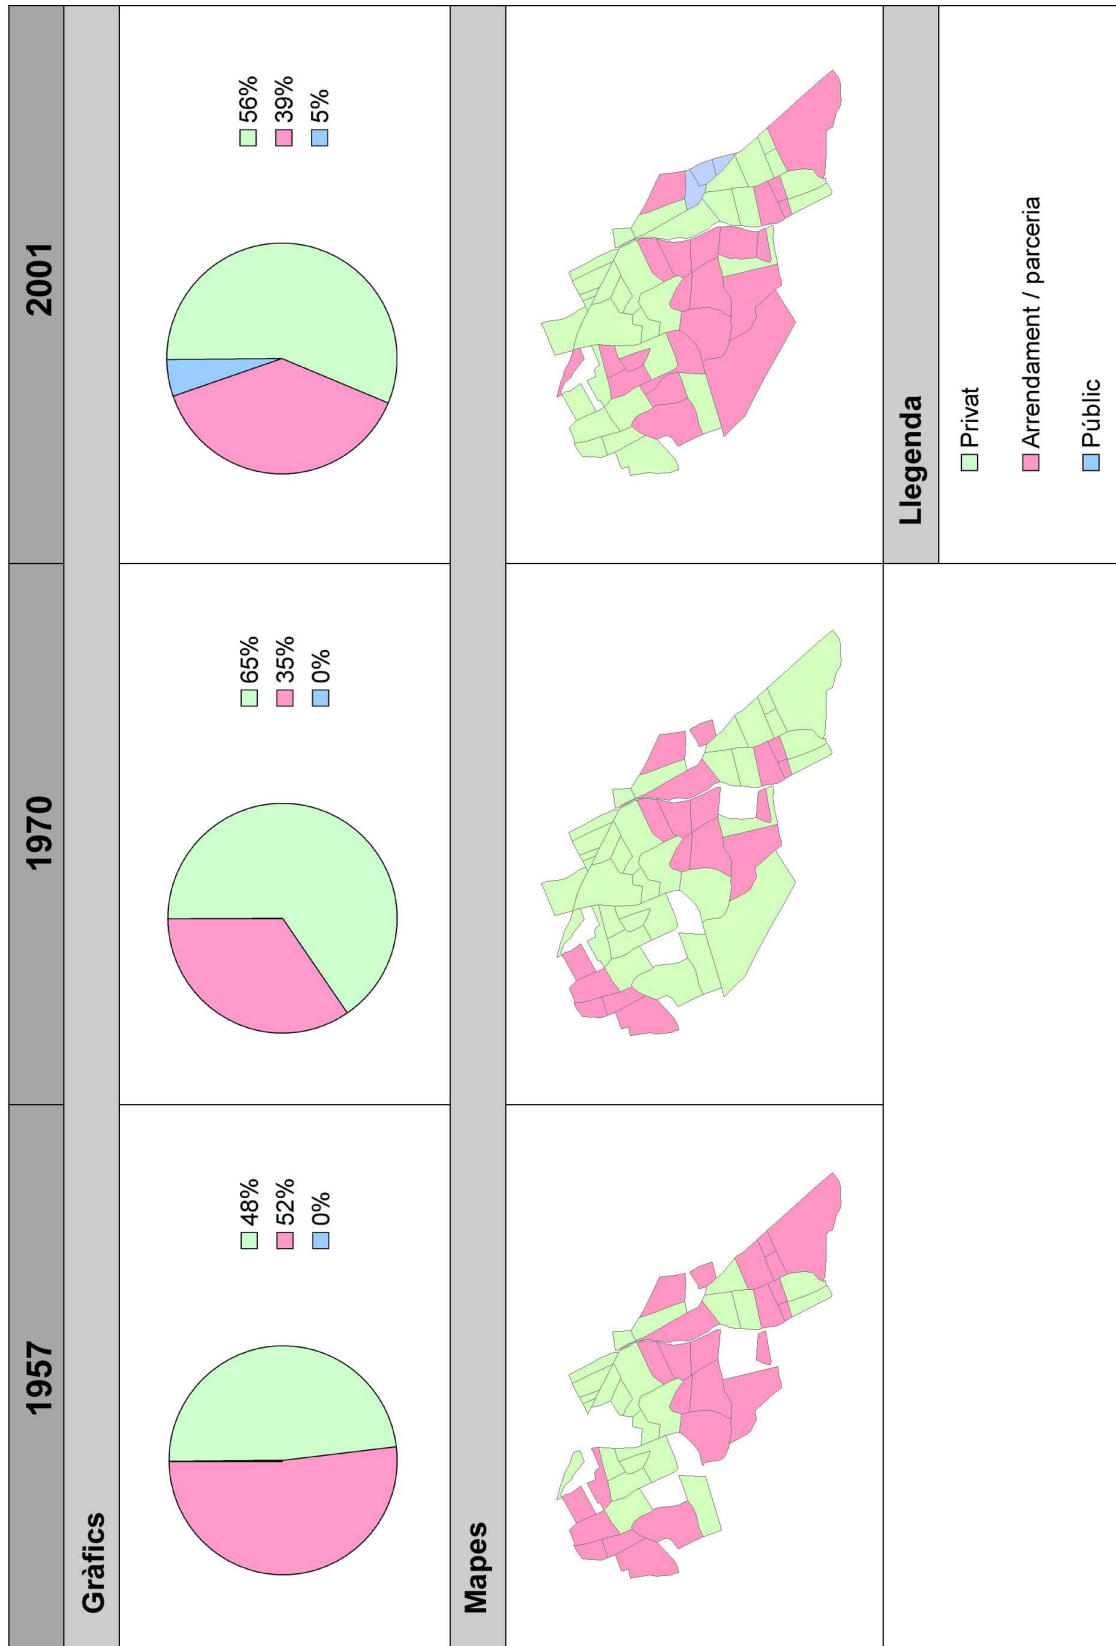 1957 1970 2001
Gràfics
48%
52%
0%
65%
35%
0%
56%
39%
5%
Mapes
Llegenda
Privat
Arrendament / parceria
Públic